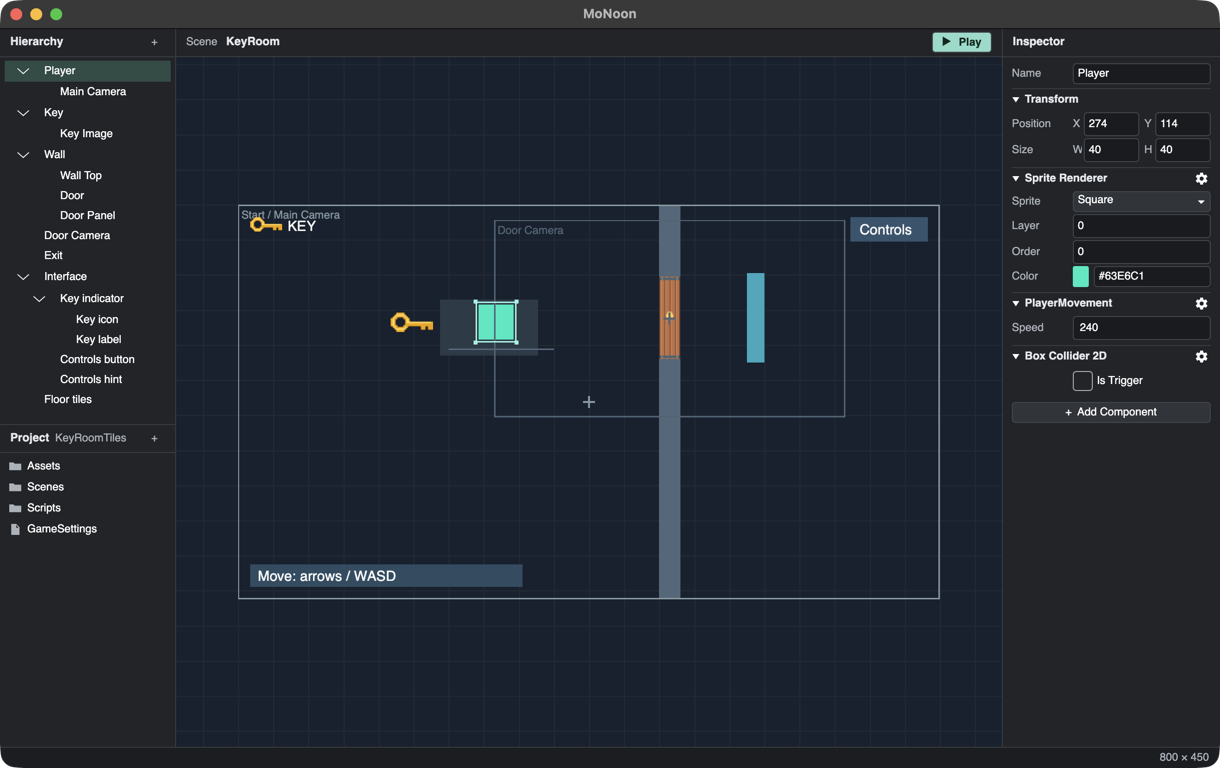 MoNoon
Hierarchy +
Player
Main Camera
Key
Key Image
Wall
Wall Top
Door
Door Panel
Door Camera
Exit
Interface
Key indicator
Key icon
Key label
Controls button
Controls hint
Floor tiles
Project KeyRoomTiles +
Assets
Scenes
Scripts
GameSettings
Scene KeyRoom
Play
Start / Main Camera
KEY
Door Camera
Controls
Move: arrows / WASD
Inspector
Name Player
Transform
Position X 274 Y 114
Size W 40 H 40
Sprite Renderer
Sprite Square
Layer 0
Order 0
Color #63E6C1
PlayerMovement
Speed 240
Box Collider 2D
Is Trigger
+ Add Component
800 × 450